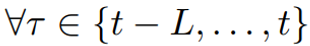 ∀τ ∈ {t − L, . . . , t}